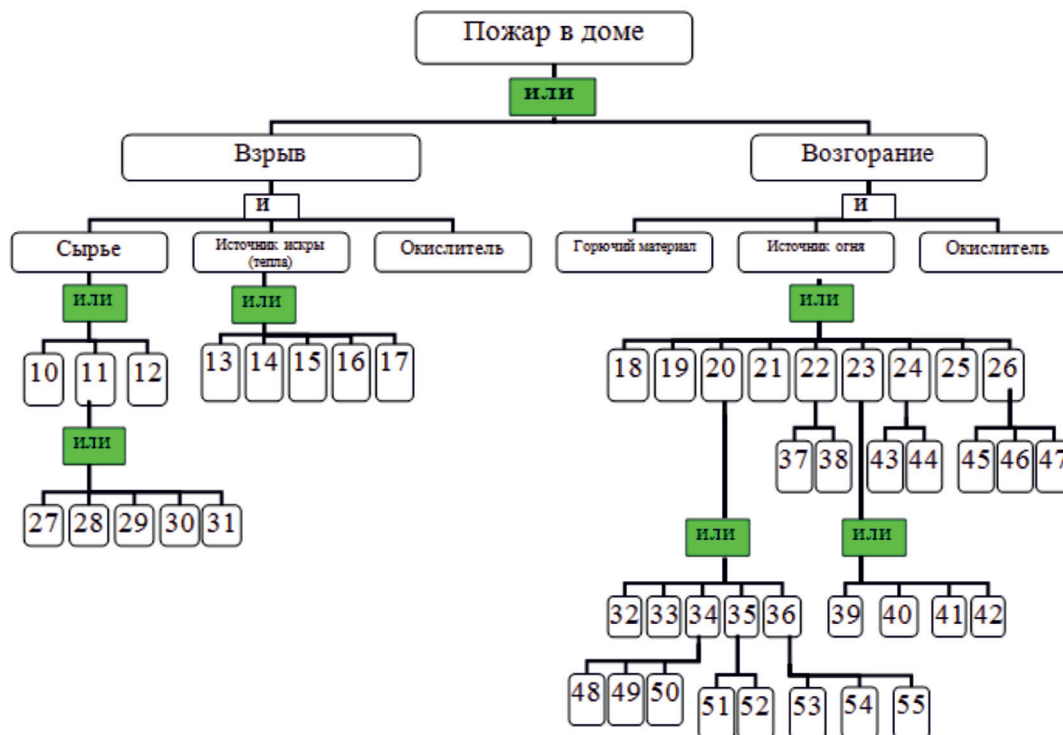 Пожар в доме
или
Взрыв
Возгорание
и
и
Сырье
Источник искры
(тепла)
Окислитель
Горючий материал
Источник огня
Окислитель
или
или
или
10 11 12
13 14 15 16 17
18 19 20 21 22 23 24 25 26
или
37 38
43 44
45 46 47
27 28 29 30 31
или
или
32 33 34 35 36
39 40 41 42
48 49 50
51 52
53 54 55